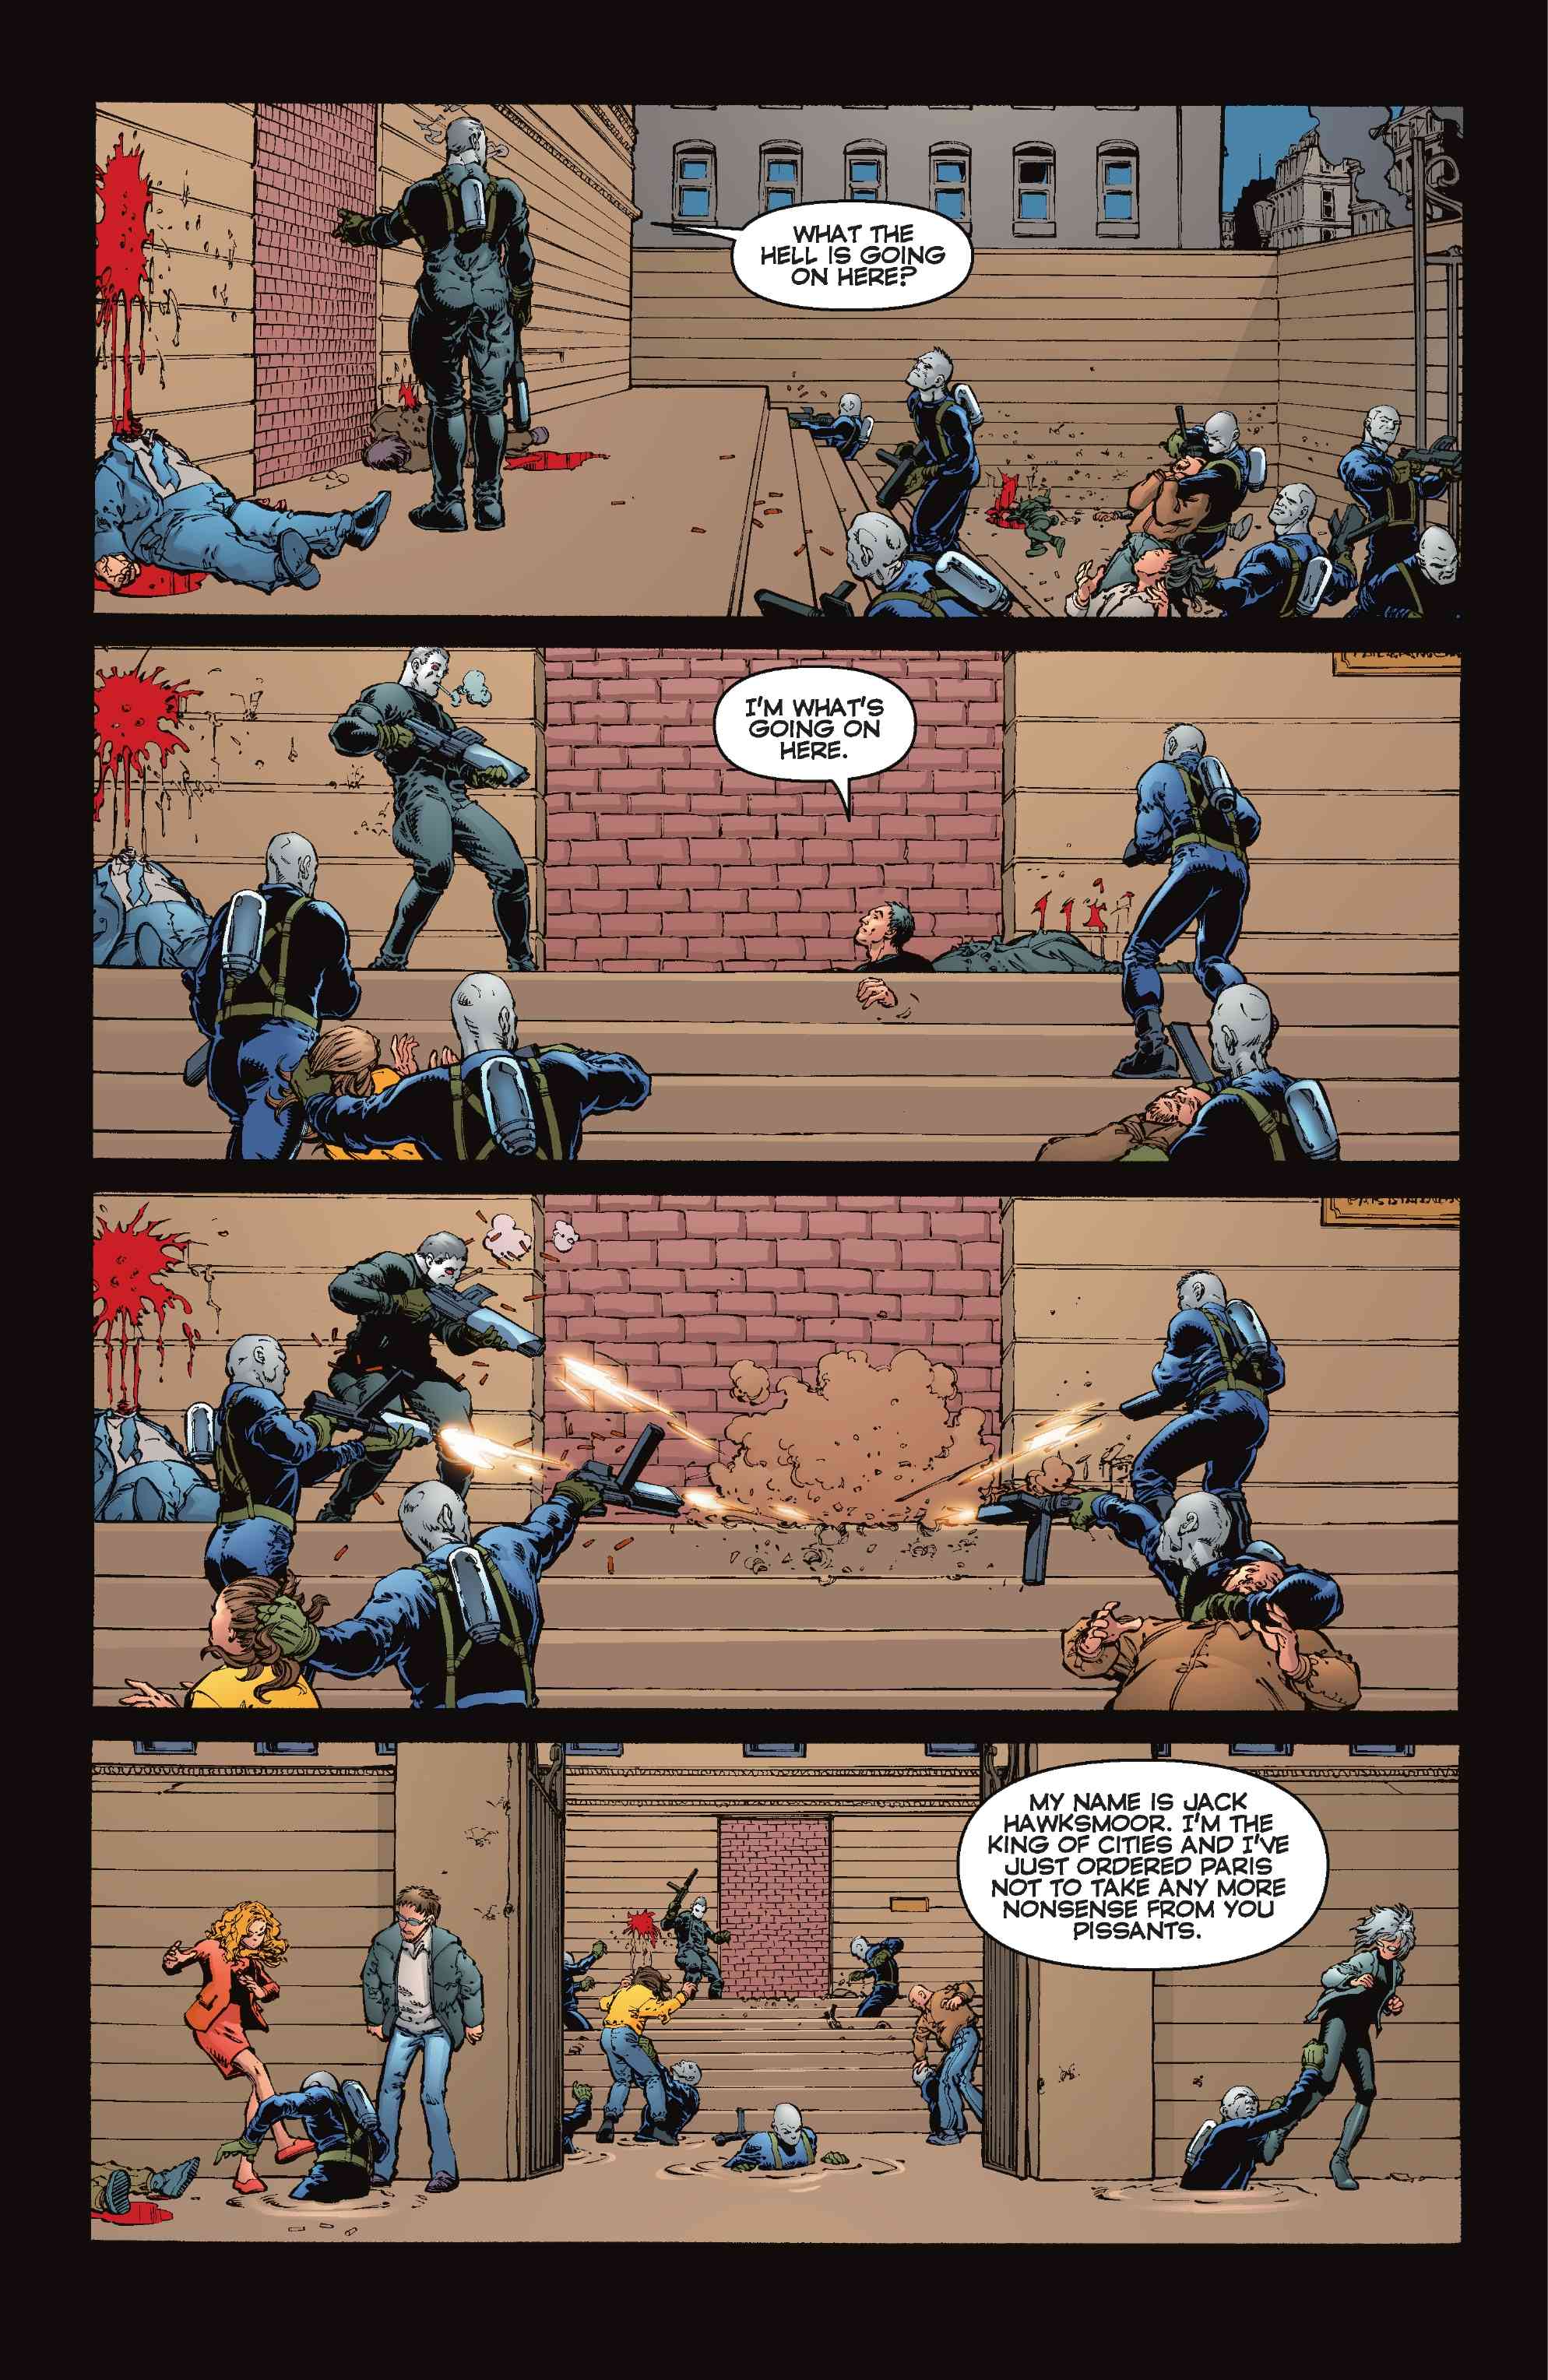 WHAT THE
HELL IS GOING
ON HERE?
I'M WHAT'S
GOING ON
HERE.
MY NAME IS JACK
HAWKSMOOR. I'M THE
KING OF CITIES AND I'VE
JUST ORDERED PARIS
NOT TO TAKE ANY MORE
NONSENSE FROM YOU
PISSANTS.